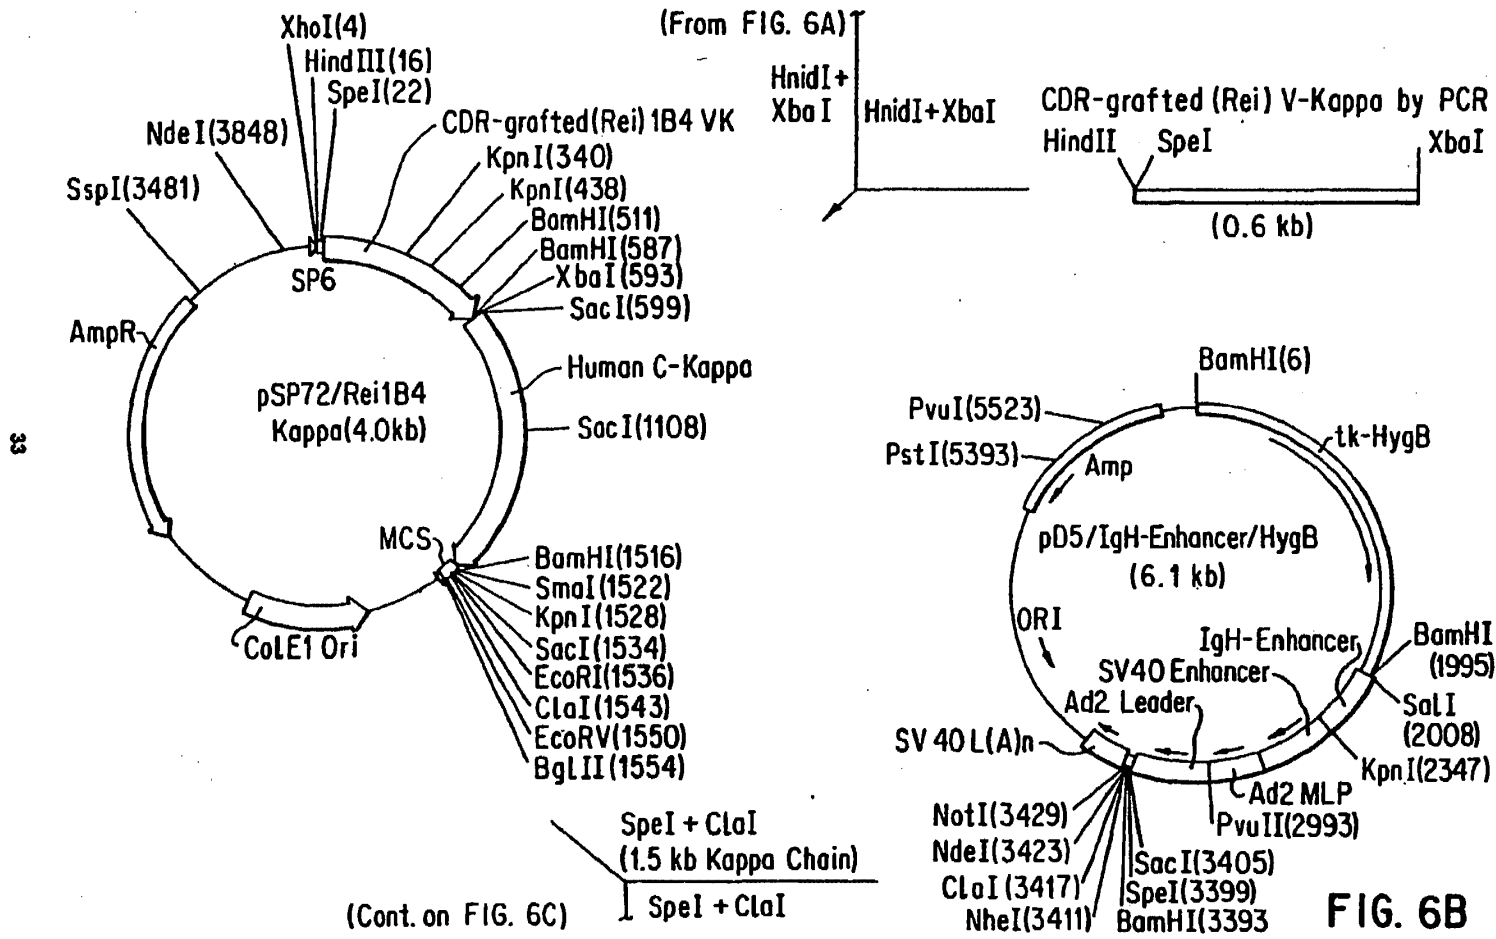 XhoI(4)
HindIII(16)
SpeI(22)
NdeI(3848)
SspI(3481)
CDR-grafted(Rei) 1B4 VK
KpnI(340)
KpnI(438)
BamHI(511)
BamHI(587)
XbaI(593)
SacI(599)
SP6
AmpR
pSP72/Rei1B4
Kappa(4.0kb)
Human C-Kappa
SacI(1108)
MCS
BamHI(1516)
SmaI(1522)
KpnI(1528)
SacI(1534)
EcoRI(1536)
ClaI(1543)
EcoRV(1550)
BglII(1554)
ColE1 Ori
33
(From FIG. 6A)
HnidI+
XbaI
HnidI+XbaI
CDR-grafted (Rei) V-Kappa by PCR
HindII
SpeI
XbaI
(0.6 kb)
BamHI(6)
PvuI(5523)
PstI(5393)
Amp
tk-HygB
pD5/IgH-Enhancer/HygB
(6.1 kb)
ORI
IgH-Enhancer
SV40 Enhancer
Ad2 Leader
BamHI
(1995)
SalI
(2008)
KpnI(2347)
SV40L(A)n
Ad2 MLP
PvuII(2993)
NotI(3429)
NdeI(3423)
ClaI(3417)
NheI(3411)
SacI(3405)
SpeI(3399)
BamHI(3393
SpeI + ClaI
(1.5 kb Kappa Chain)
SpeI + ClaI
(Cont. on FIG. 6C)
FIG. 6B